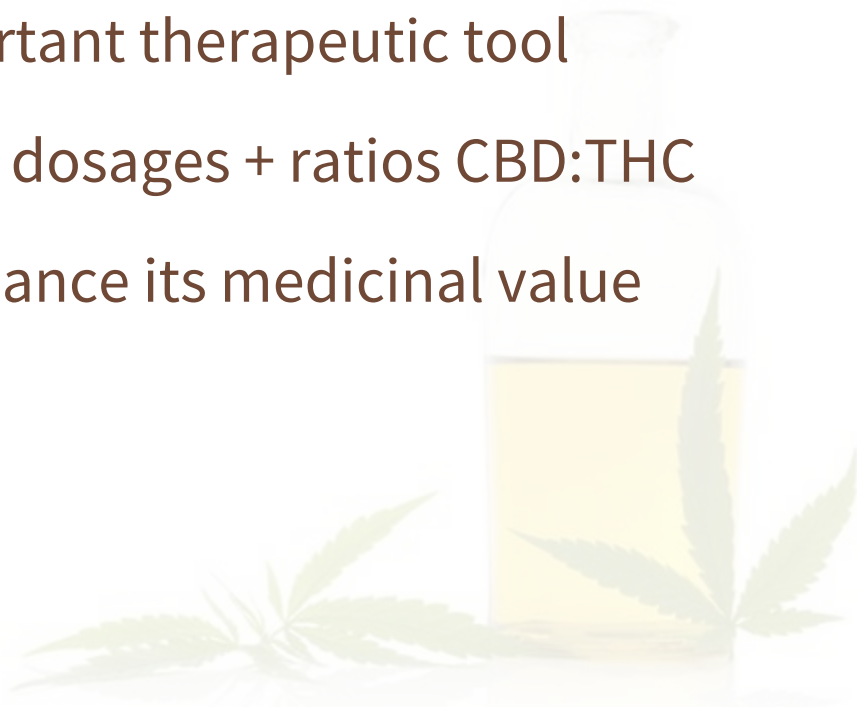 rtant therapeutic tool
dosages + ratios CBD:THC
ance its medicinal value